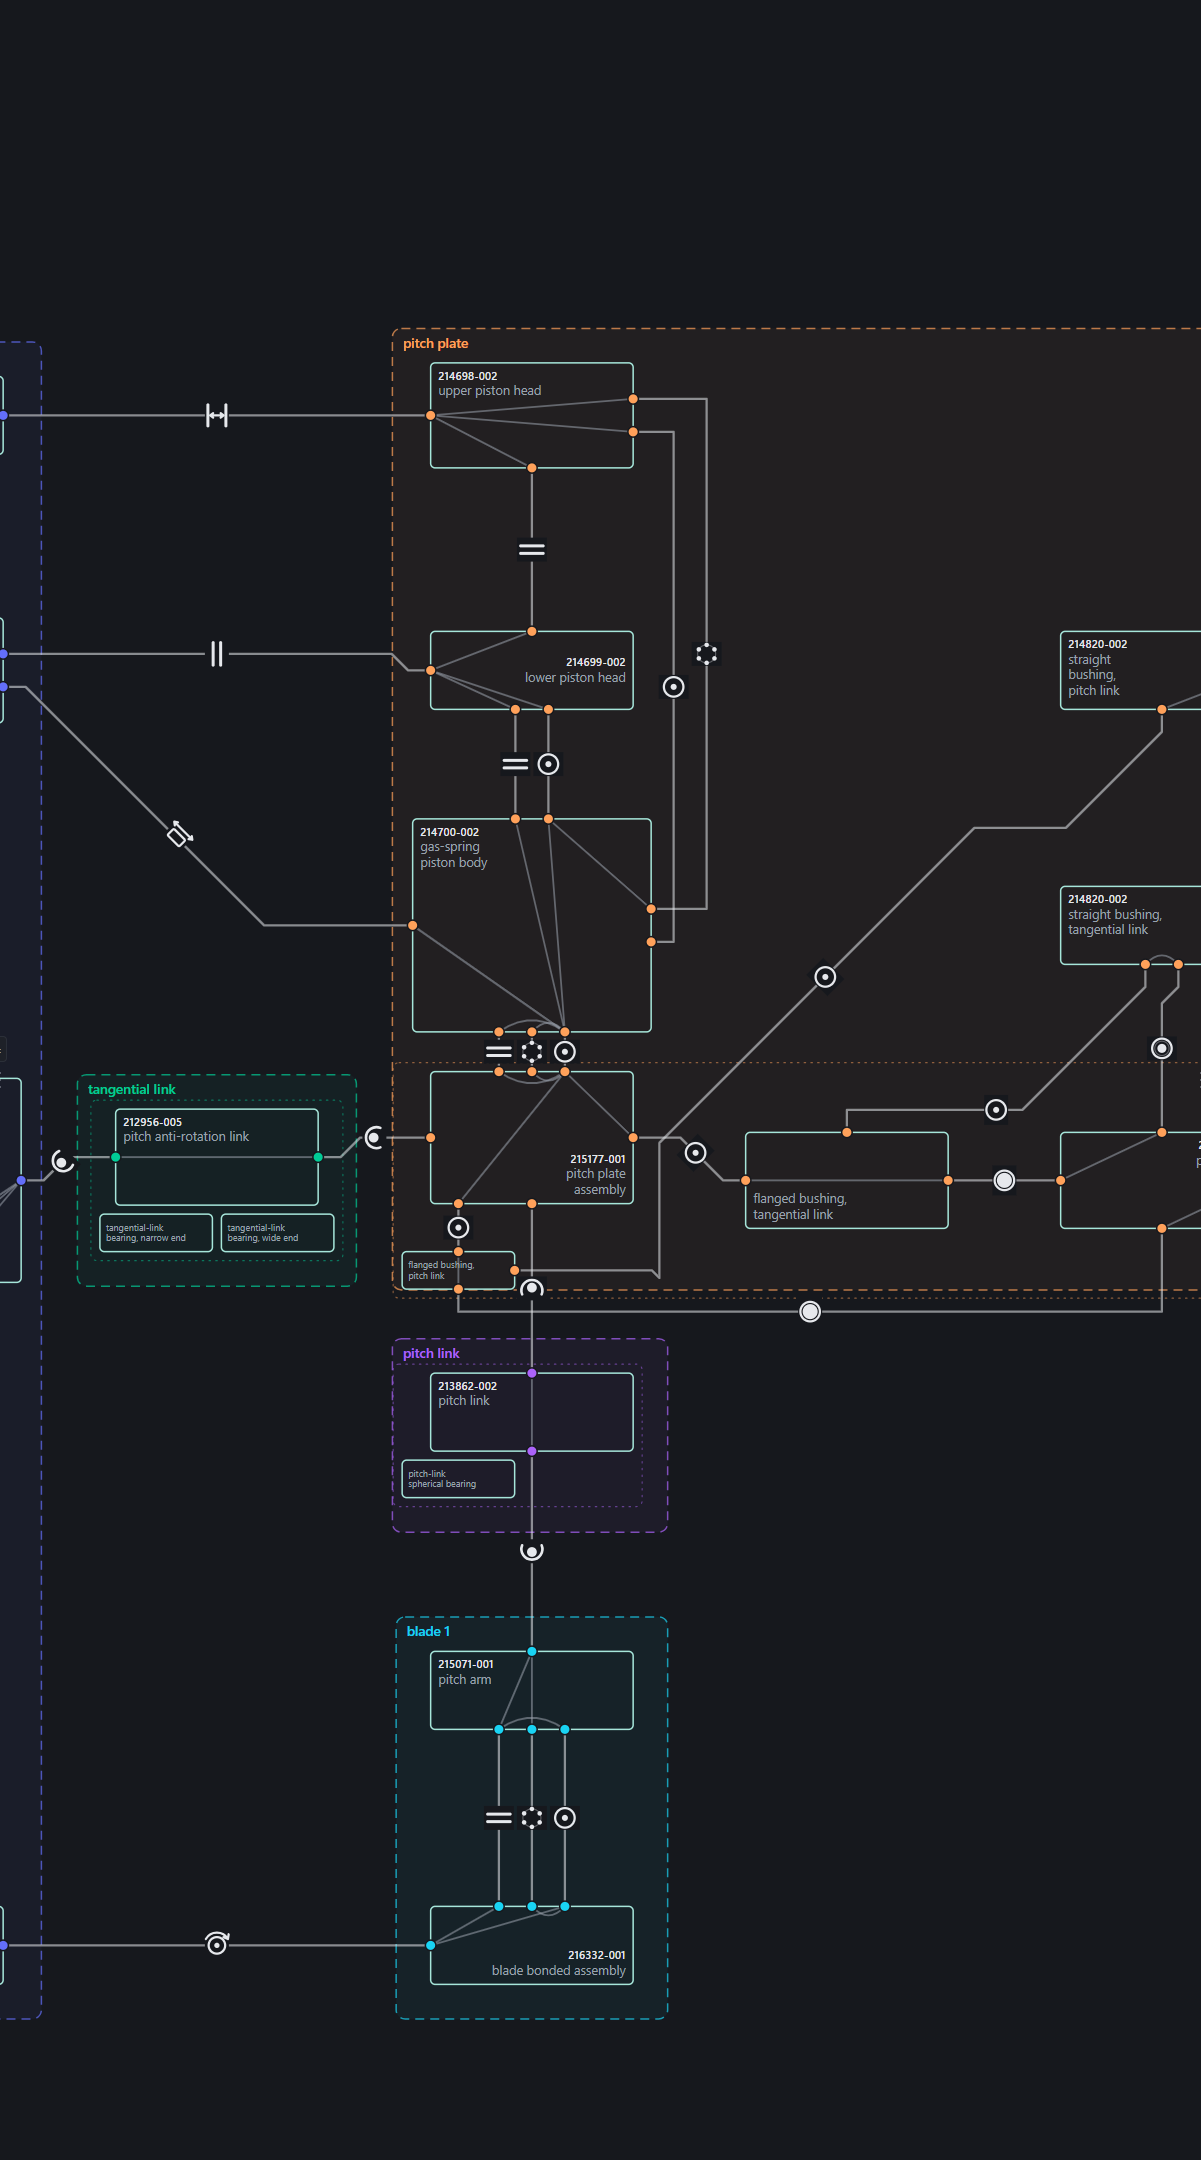 pitch plate
214698-002
upper piston head
214699-002
lower piston head
214820-002
straight
bushing,
pitch link
214700-002
gas-spring
piston body
214820-002
straight bushing,
tangential link
tangential link
212956-005
pitch anti-rotation link
tangential-link
bearing, narrow end
tangential-link
bearing, wide end
215177-001
pitch plate
assembly
flanged bushing,
tangential link
flanged bushing,
pitch link
pitch link
213862-002
pitch link
pitch-link
spherical bearing
blade 1
215071-001
pitch arm
216332-001
blade bonded assembly